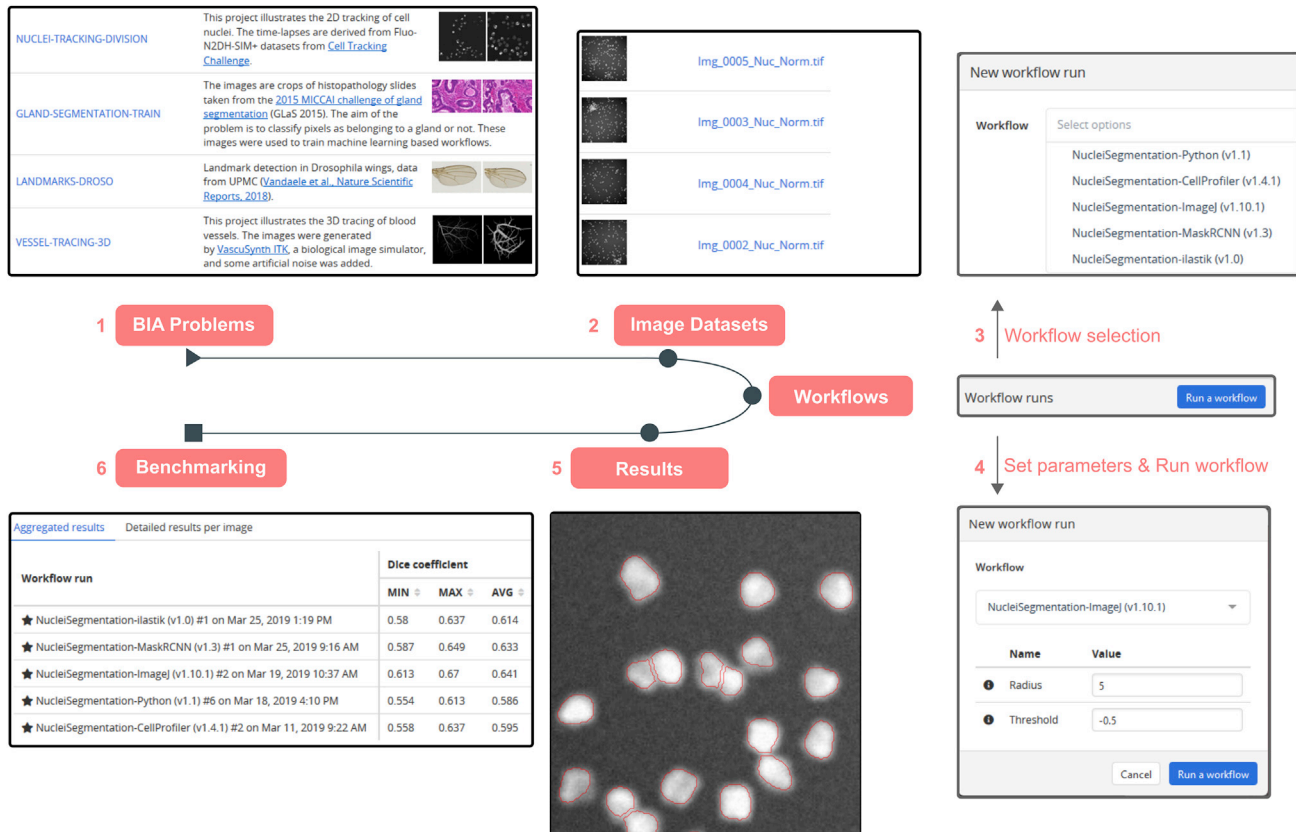 NUCLEI-TRACKING-DIVISION
This project illustrates the 2D tracking of cell
nuclei. The time-lapses are derived from Fluo-
N2DH-SIM+ datasets from Cell Tracking
Challenge.
GLAND-SEGMENTATION-TRAIN
The images are crops of histopathology slides
taken from the 2015 MICCAI challenge of gland
segmentation (GLaS 2015). The aim of the
problem is to classify pixels as belonging to a gland or not. These
images were used to train machine learning based workflows.
LANDMARKS-DROSO
Landmark detection in Drosophila wings, data
from UPMC (Vandaele et al., Nature Scientific
Reports, 2018).
VESSEL-TRACING-3D
This project illustrates the 3D tracing of blood
vessels. The images were generated
by VascuSynth ITK, a biological image simulator,
and some artificial noise was added.
Img_0005_Nuc_Norm.tif
Img_0003_Nuc_Norm.tif
Img_0004_Nuc_Norm.tif
Img_0002_Nuc_Norm.tif
New workflow run
Workflow
Select options
NucleiSegmentation-Python (v1.1)
NucleiSegmentation-CellProfiler (v1.4.1)
NucleiSegmentation-ImageJ (v1.10.1)
NucleiSegmentation-MaskRCNN (v1.3)
NucleiSegmentation-ilastik (v1.0)
1 BIA Problems
2 Image Datasets
3 Workflow selection
Workflows
Workflow runs Run a workflow
4 Set parameters & Run workflow
5 Results
6 Benchmarking
Aggregated results Detailed results per image
Workflow run Dice coefficient
MIN MAX AVG
★ NucleiSegmentation-ilastik (v1.0) #1 on Mar 25, 2019 1:19 PM 0.58 0.637 0.614
★ NucleiSegmentation-MaskRCNN (v1.3) #1 on Mar 25, 2019 9:16 AM 0.587 0.649 0.633
★ NucleiSegmentation-ImageJ (v1.10.1) #2 on Mar 19, 2019 10:37 AM 0.613 0.67 0.641
★ NucleiSegmentation-Python (v1.1) #6 on Mar 18, 2019 4:10 PM 0.554 0.613 0.586
★ NucleiSegmentation-CellProfiler (v1.4.1) #2 on Mar 11, 2019 9:22 AM 0.558 0.637 0.595
New workflow run
Workflow
NucleiSegmentation-ImageJ (v1.10.1)
Name Value
Radius 5
Threshold -0.5
Cancel Run a workflow